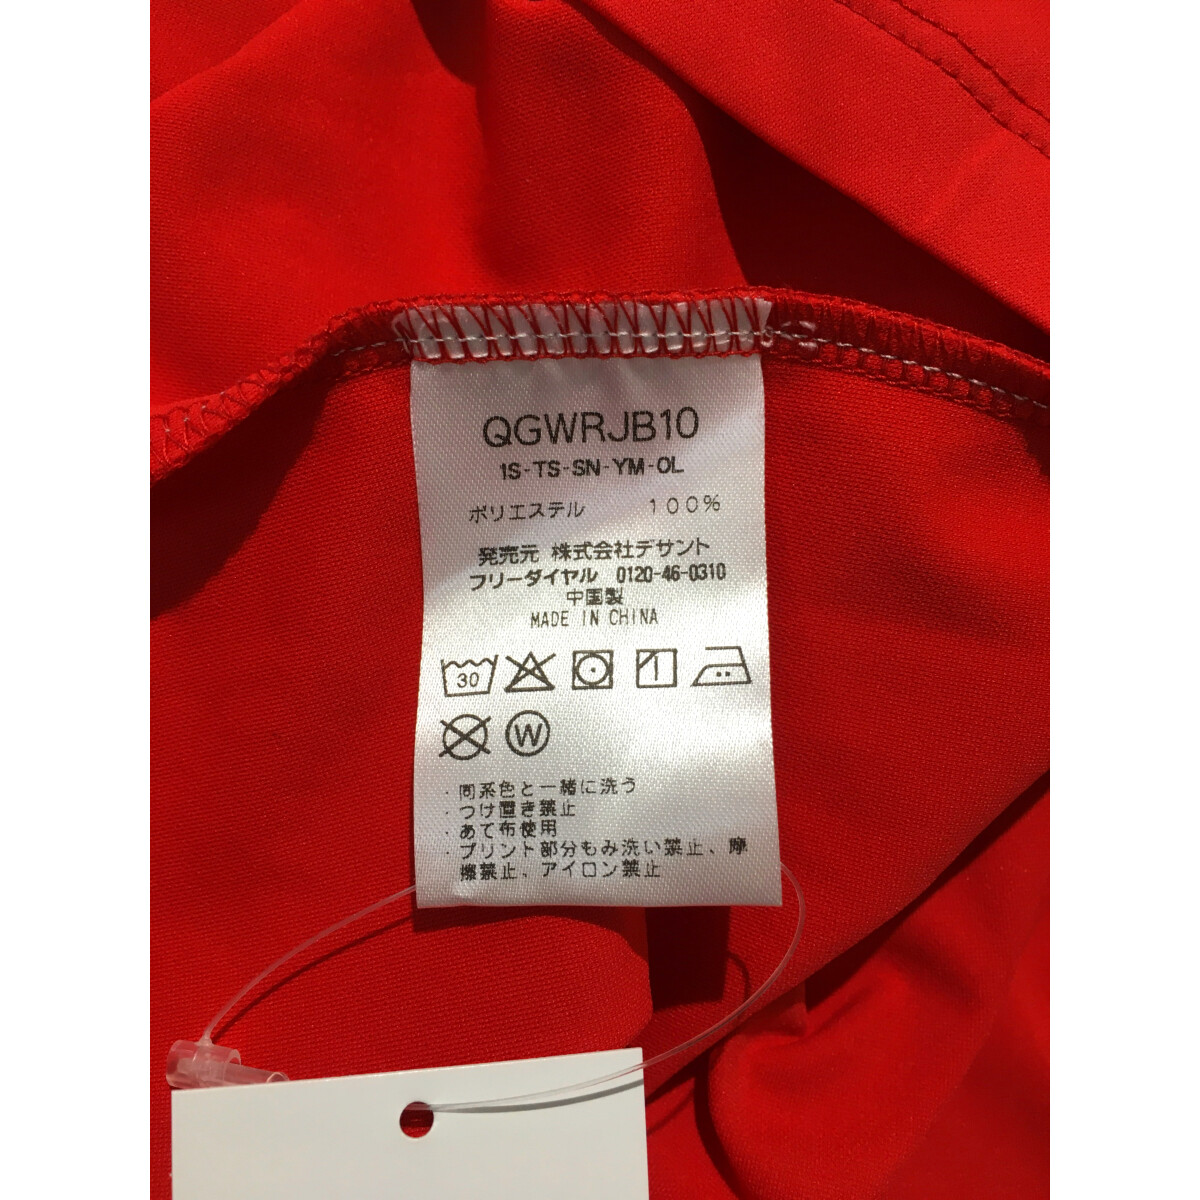 QGWRJB10
1S-TS-SN-YM-OL
ポリエステル 100%
発売元 株式会社デサント
フリーダイヤル 0120-46-0310
中国製
MADE IN CHINA
30
1
W
・同系色と一緒に洗う
・つけ置き禁止
・あて布使用
・プリント部分もみ洗い禁止、摩
擦禁止、アイロン禁止